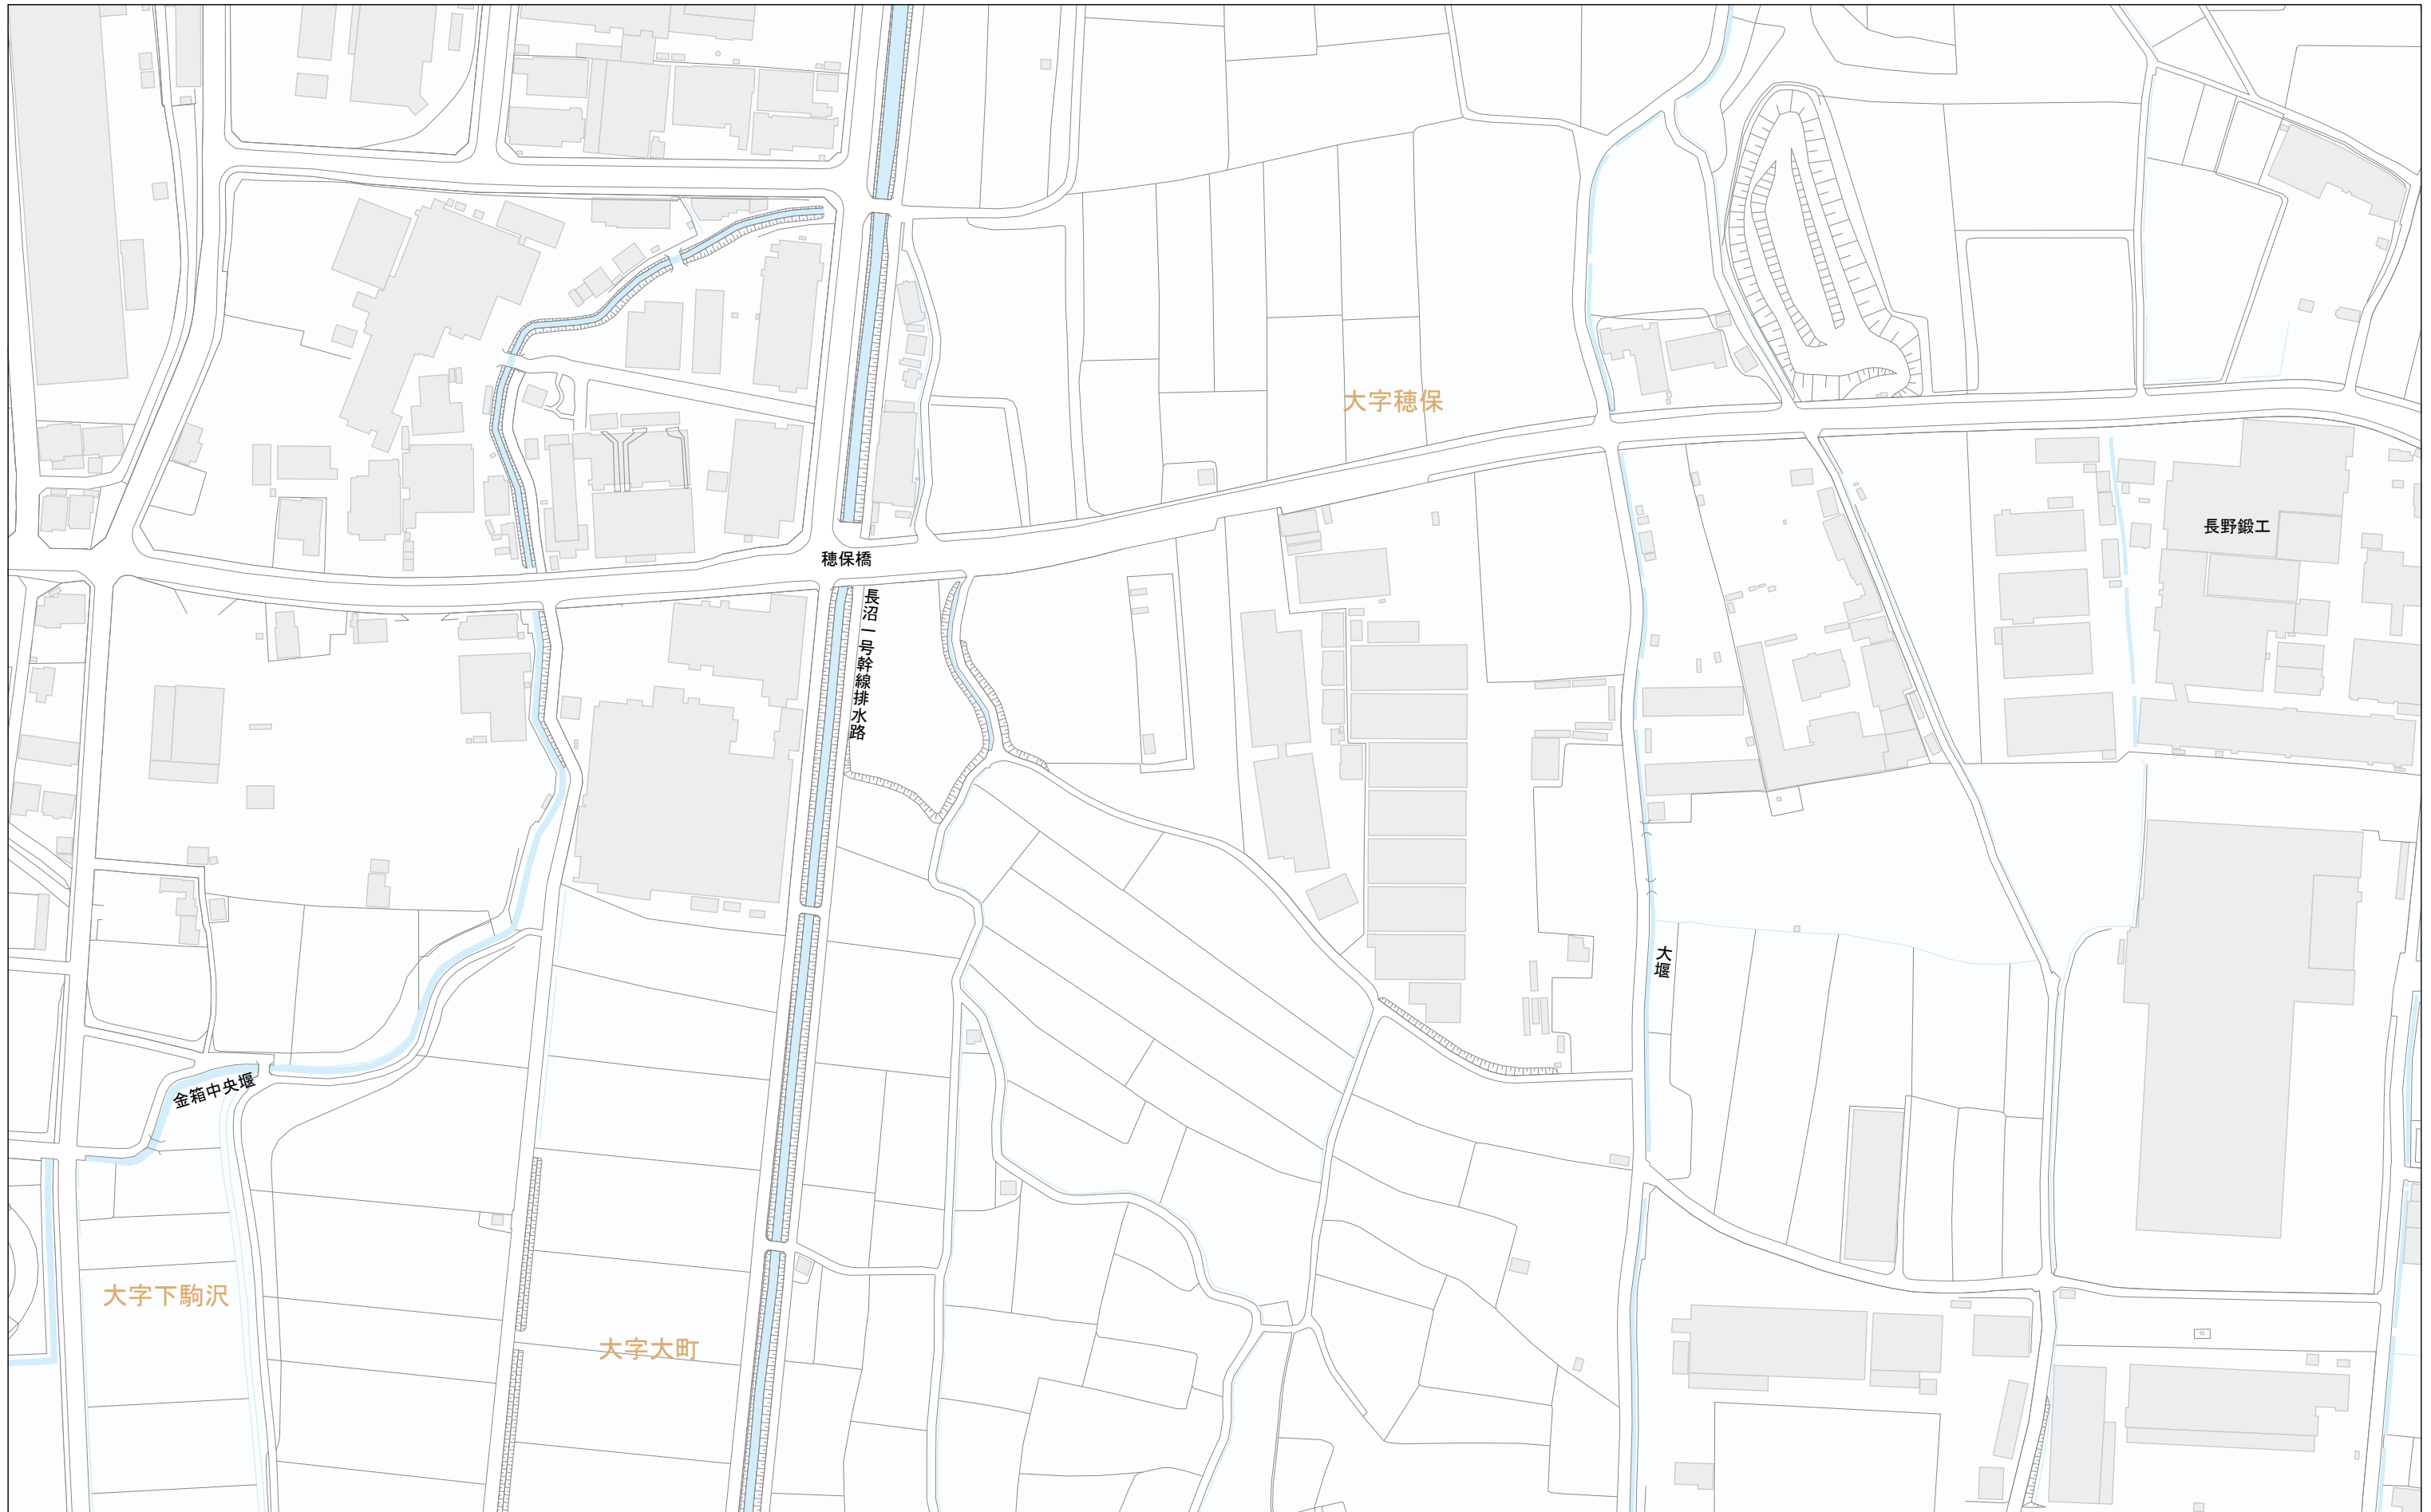 大字穂保
長野鍛工
穂保橋
長沼一号幹線排水路
大堰
金箱中央堰
大字下駒沢
大字大町